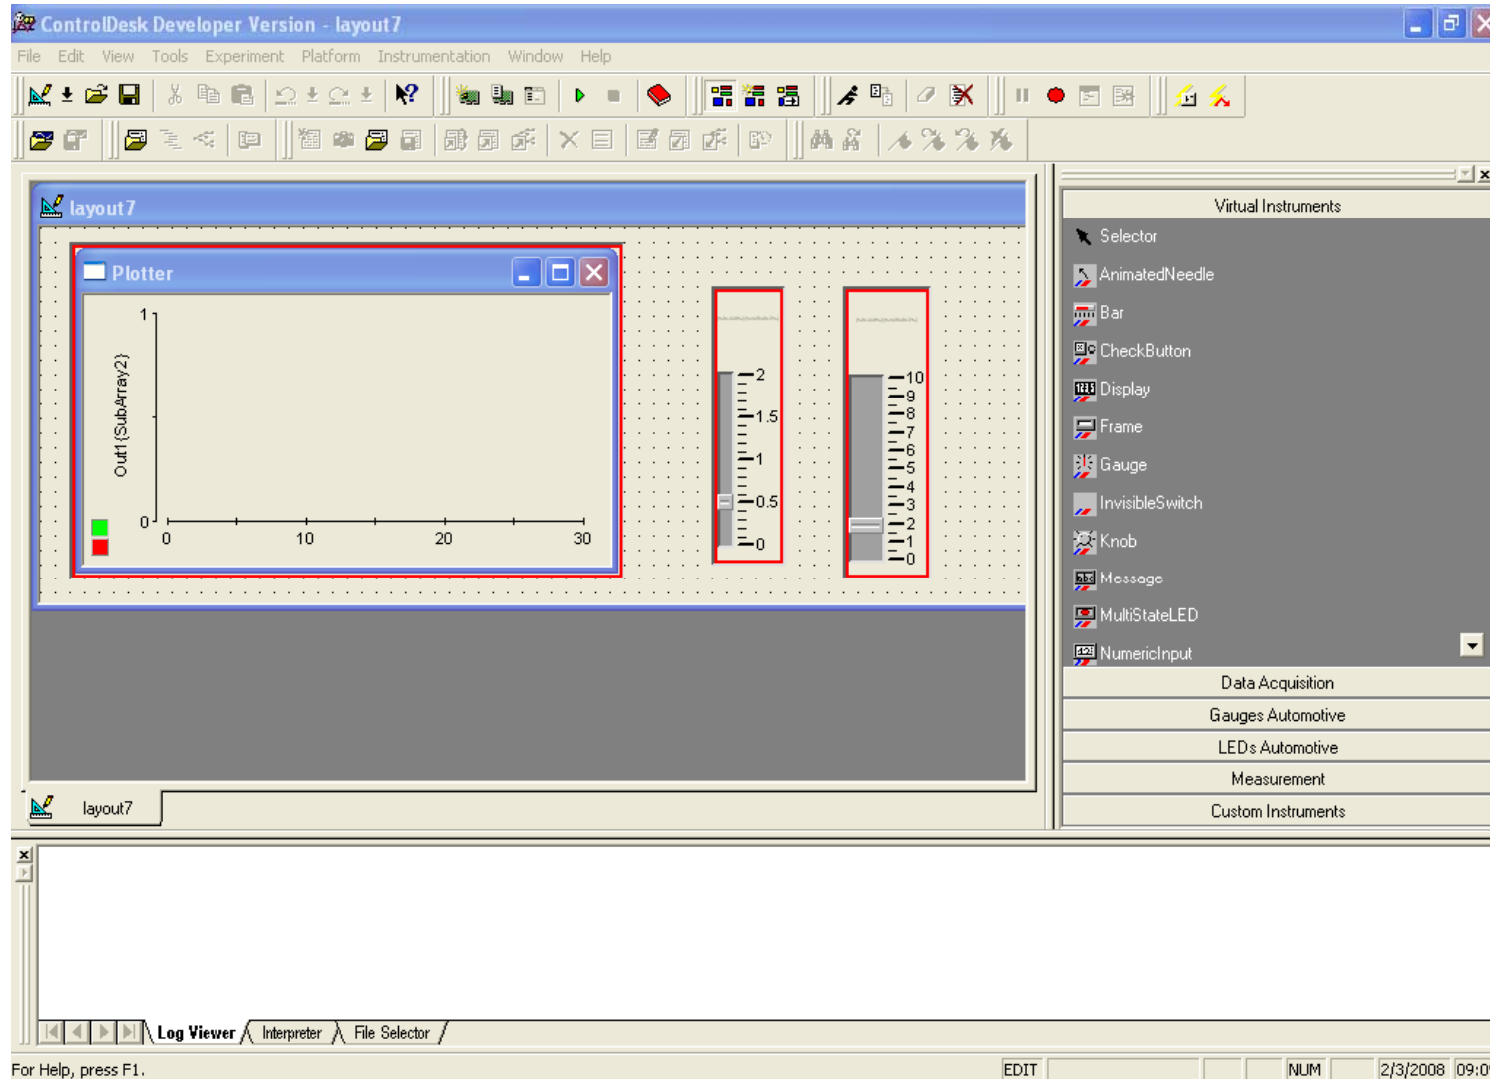 ControlDesk Developer Version - layout7
File Edit View Tools Experiment Platform Instrumentation Window Help
layout7
Plotter
1
Out1{SubArray2}
0
0 10 20 30
2
1.5
1
0.5
0
10
9
8
7
6
5
4
3
2
1
0
Virtual Instruments
Selector
AnimatedNeedle
Bar
CheckButton
Display
Frame
Gauge
InvisibleSwitch
Knob
Message
MultiStateLED
NumericInput
Data Acquisition
Gauges Automotive
LEDs Automotive
Measurement
Custom Instruments
layout7
Log Viewer Interpreter File Selector
For Help, press F1.
EDIT NUM 2/3/2008 09:0